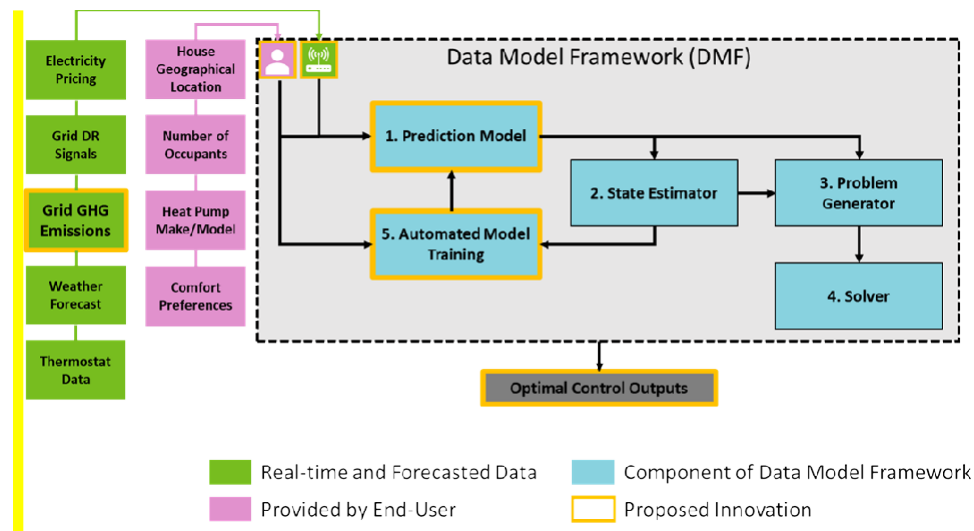 Electricity
Pricing
Grid DR
Signals
Grid GHG
Emissions
Weather
Forecast
Thermostat
Data
House
Geographical
Location
Number of
Occupants
Heat Pump
Make/Model
Comfort
Preferences
Data Model Framework (DMF)
1. Prediction Model
2. State Estimator
3. Problem
Generator
5. Automated Model
Training
4. Solver
Optimal Control Outputs
Real-time and Forecasted Data
Component of Data Model Framework
Provided by End-User
Proposed Innovation